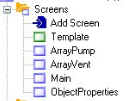 Screens
Add Screen
Template
ArrayPump
ArrayVent
Main
ObjectProperties